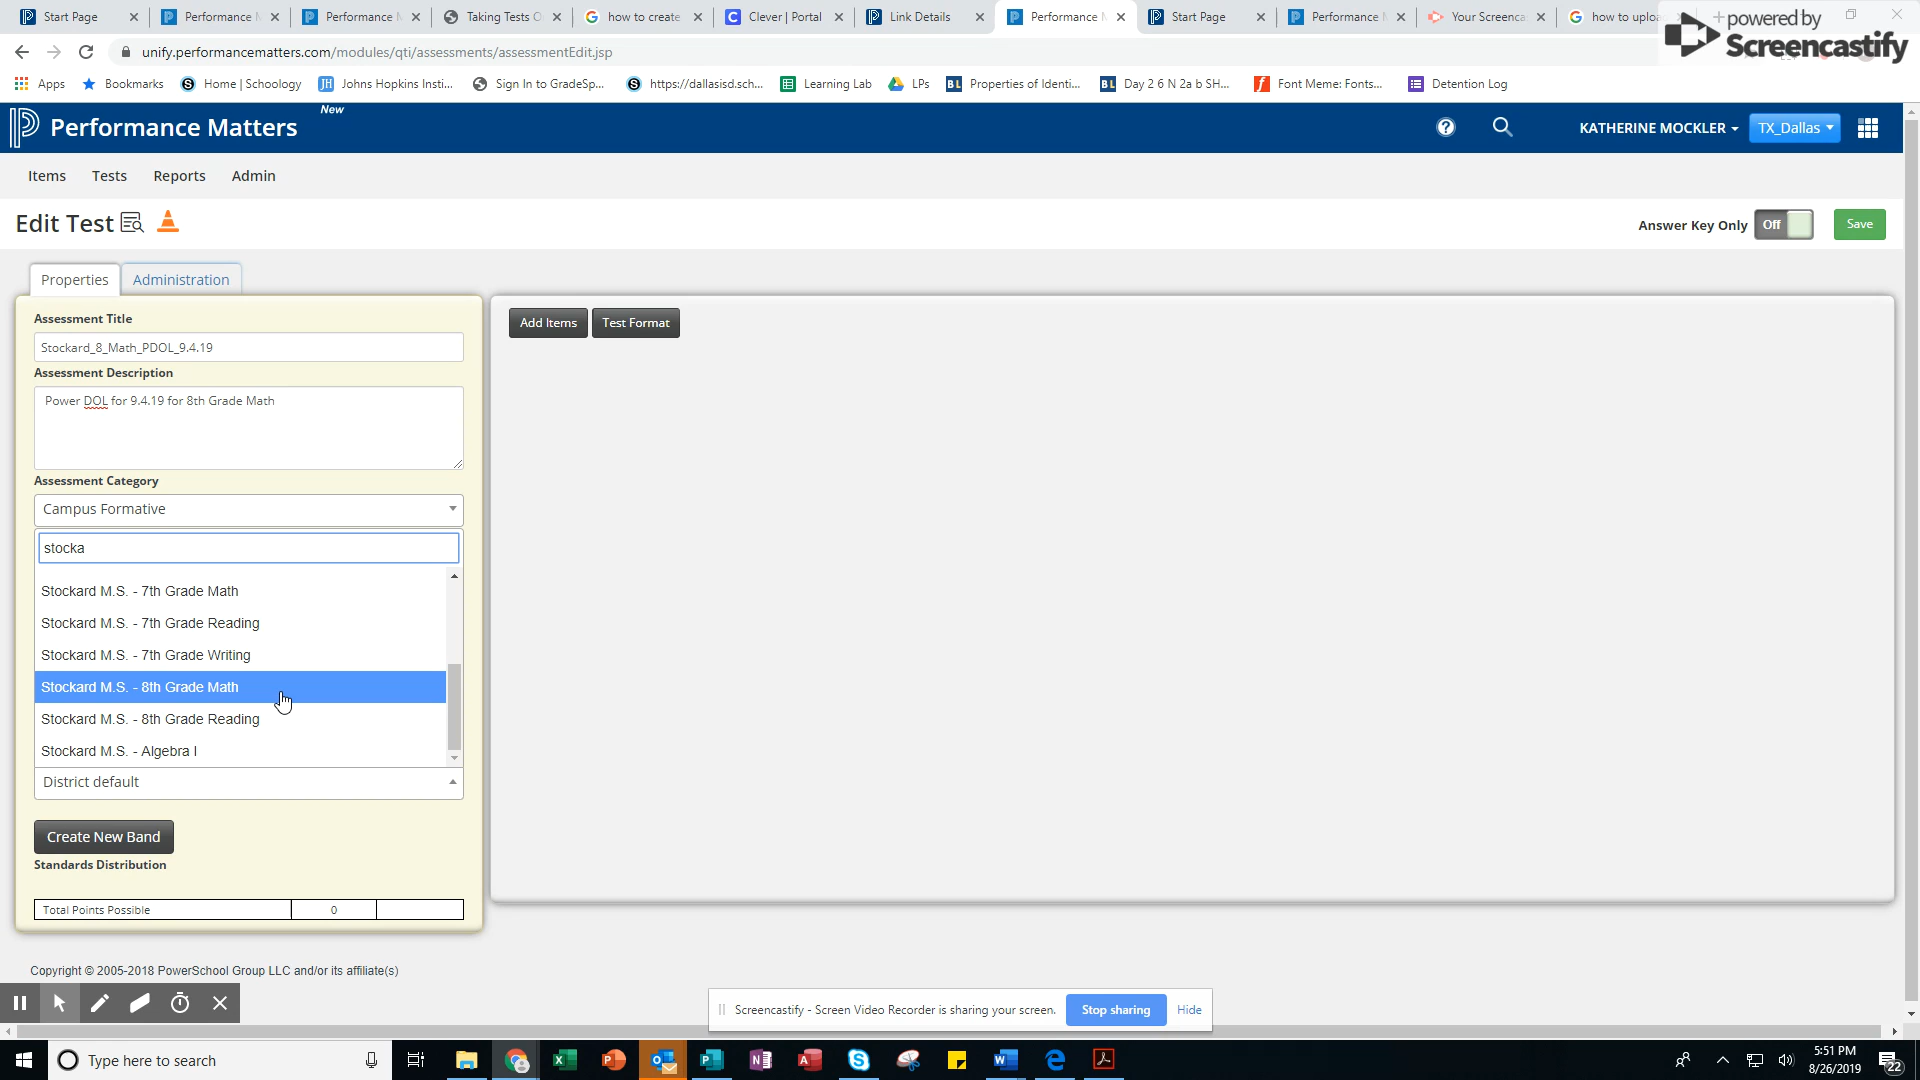 Start Page
Performance M
Performance M
Taking Tests O
how to create
Clever | Portal
Link Details
Performance M
Start Page
Performance M
Your Screenca
how to uploa
powered by
Screencastify
unify.performancematters.com/modules/qti/assessments/assessmentEdit.jsp
Apps
Bookmarks
Home | Schoology
Johns Hopkins Insti...
Sign In to GradeSp...
https://dallasisd.sch...
Learning Lab
LPs
Properties of Identi...
Day 2 6 N 2a b SH...
Font Meme: Fonts...
Detention Log
New
Performance Matters
KATHERINE MOCKLER
TX_Dallas
Items
Tests
Reports
Admin
Edit Test
Answer Key Only
Off
Save
Properties
Administration
Assessment Title
Stockard_8_Math_PDOL_9.4.19
Assessment Description
Power DOL for 9.4.19 for 8th Grade Math
Assessment Category
Campus Formative
stocka
Stockard M.S. - 7th Grade Math
Stockard M.S. - 7th Grade Reading
Stockard M.S. - 7th Grade Writing
Stockard M.S. - 8th Grade Math
Stockard M.S. - 8th Grade Reading
Stockard M.S. - Algebra I
District default
Create New Band
Standards Distribution
Total Points Possible
0
Add Items
Test Format
Copyright © 2005-2018 PowerSchool Group LLC and/or its affiliate(s)
Screencastify - Screen Video Recorder is sharing your screen.
Stop sharing
Hide
Type here to search
5:51 PM
8/26/2019
22